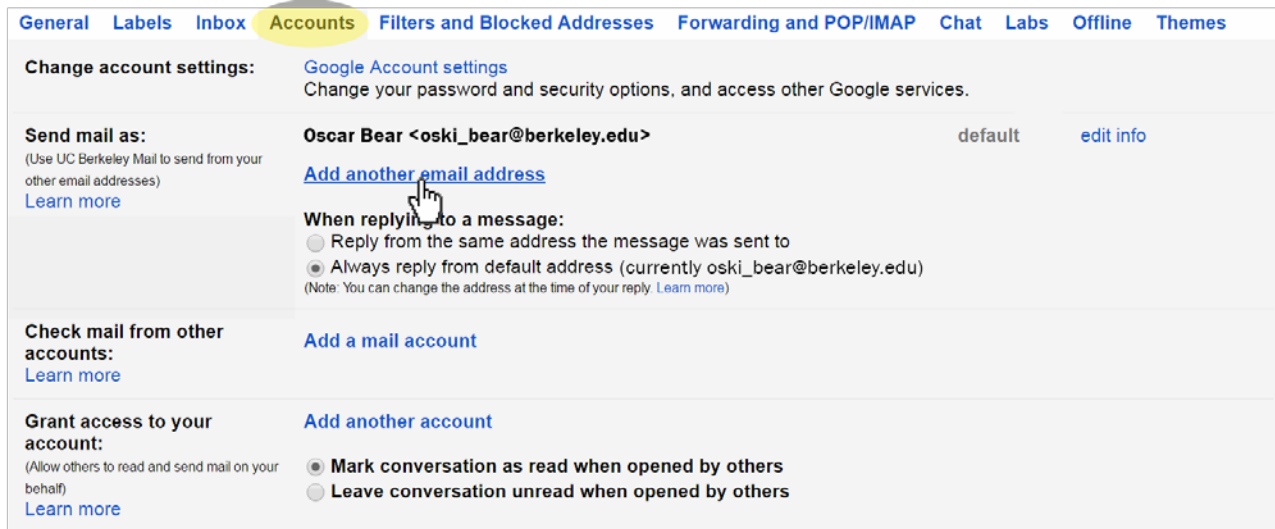 General Labels Inbox Accounts Filters and Blocked Addresses Forwarding and POP/IMAP Chat Labs Offline Themes
Change account settings:
Google Account settings
Change your password and security options, and access other Google services.
Send mail as:
(Use UC Berkeley Mail to send from your
other email addresses)
Learn more
Oscar Bear <oski_bear@berkeley.edu> default edit info
Add another email address
When replying to a message:
Reply from the same address the message was sent to
Always reply from default address (currently oski_bear@berkeley.edu)
(Note: You can change the address at the time of your reply. Learn more)
Check mail from other
accounts:
Learn more
Add a mail account
Grant access to your
account:
(Allow others to read and send mail on your
behalf)
Learn more
Add another account
Mark conversation as read when opened by others
Leave conversation unread when opened by others